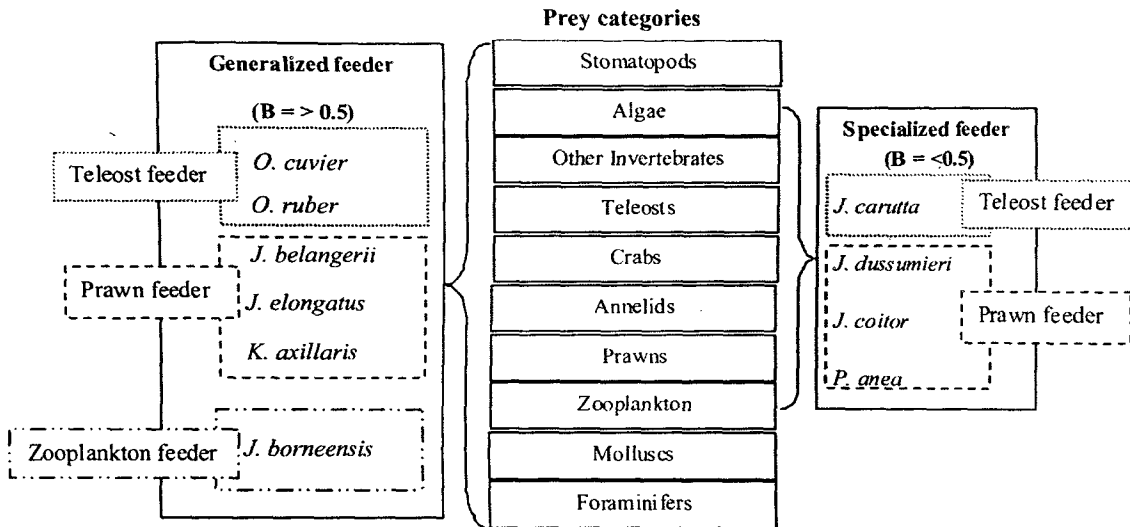 Prey categories
Generalized feeder
(B = > 0.5)
Teleost feeder
O. cuvier
O. ruber
Prawn feeder
J. belangerii
J. elongatus
K. axillaris
Zooplankton feeder
J. borneensis
Stomatopods
Algae
Other Invertebrates
Teleosts
Crabs
Annelids
Prawns
Zooplankton
Molluscs
Foraminifers
Specialized feeder
(B = <0.5)
J. carutta
Teleost feeder
J. dussumieri
J. coitor
P. anea
Prawn feeder